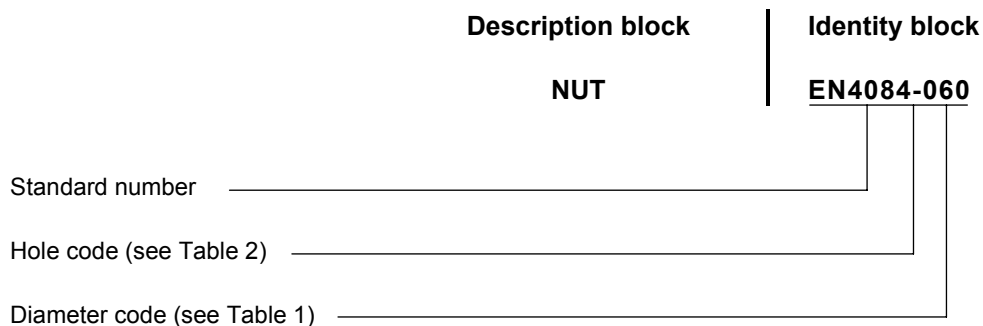 Description block Identity block
NUT EN4084-060
Standard number
Hole code (see Table 2)
Diameter code (see Table 1)